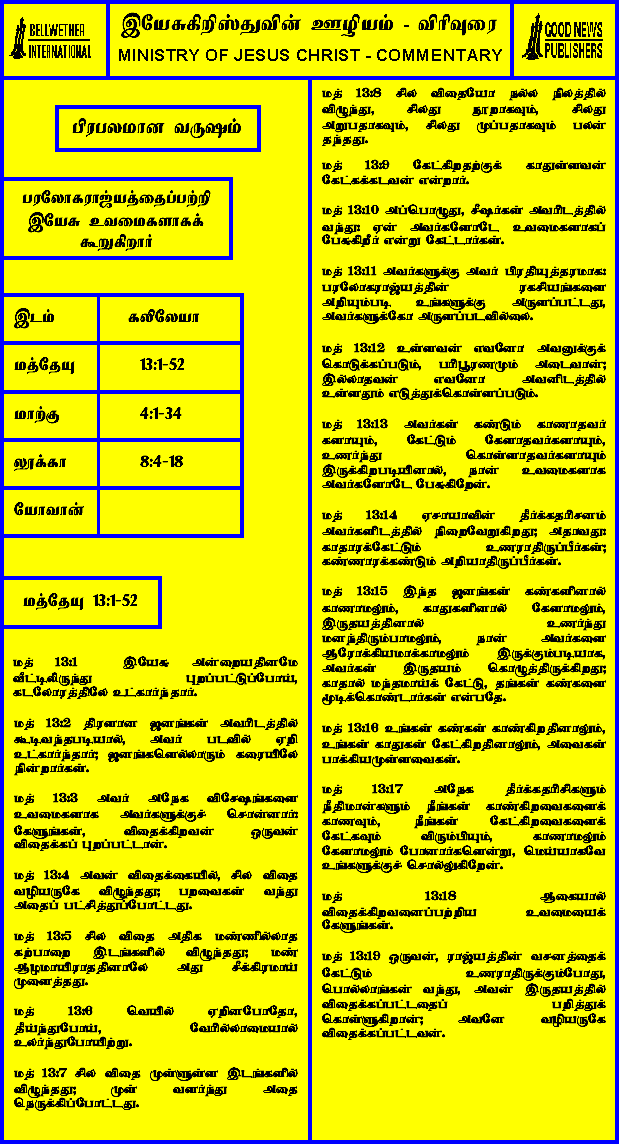 BELLWETHER
INTERNATIONAL
இயேசுகிறிஸ்துவின் ஊழியம் - விரிவுரை
MINISTRY OF JESUS CHRIST - COMMENTARY
GOOD NEWS
PUBLISHERS
பிரபலமான வருஷம்
பரலோகராஜ்யத்தைப்பற்றி
இயேசு உவமைகளாகக்
கூறுகிறார்
இடம் கலிலேயா
மத்தேயு 13:1-52
மாற்கு 4:1-34
லூக்கா 8:4-18
யோவான்
மத்தேயு 13:1-52
மத் 13:1 இயேசு அன்றையதினமே
வீட்டிலிருந்து புறப்பட்டுப்போய்,
கடலோரத்திலே உட்கார்ந்தார்.
மத் 13:2 திரளான ஜனங்கள் அவரிடத்தில்
கூடிவந்தபடியால், அவர் படவில் ஏறி
உட்கார்ந்தார்; ஜனங்களெல்லாரும் கரையிலே
நின்றார்கள்.
மத் 13:3 அவர் அநேக விசேஷங்களை
உவமைகளாக அவர்களுக்குச் சொன்னார்:
கேளுங்கள், விதைக்கிறவன் ஒருவன்
விதைக்கப் புறப்பட்டான்.
மத் 13:4 அவன் விதைக்கையில், சில விதை
வழியருகே விழுந்தது; பறவைகள் வந்து
அதைப் பட்சித்துப்போட்டது.
மத் 13:5 சில விதை அதிக மண்ணில்லாத
கற்பாறை இடங்களில் விழுந்தது; மண்
ஆழமாயிராததினாலே அது சீக்கிரமாய்
முளைத்தது.
மத் 13:6 வெயில் ஏறினபோதோ,
தீய்ந்துபோய், வேரில்லாமையால்
உலர்ந்துபோயிற்று.
மத் 13:7 சில விதை முள்ளுள்ள இடங்களில்
விழுந்தது; முள் வளர்ந்து அதை
நெருக்கிப்போட்டது.
மத் 13:8 சில விதையோ நல்ல நிலத்தில்
விழுந்து, சிலது நூறாகவும், சிலது
அறுபதாகவும், சிலது முப்பதாகவும் பலன்
தந்தது.
மத் 13:9 கேட்கிறதற்குக் காதுள்ளவன்
கேட்கக்கடவன் என்றார்.
மத் 13:10 அப்பொழுது, சீஷர்கள் அவரிடத்தில்
வந்து: ஏன் அவர்களோடே உவமைகளாகப்
பேசுகிறீர் என்று கேட்டார்கள்.
மத் 13:11 அவர்களுக்கு அவர் பிரதியுத்தரமாக:
பரலோகராஜ்யத்தின் ரகசியங்களை
அறியும்படி உங்களுக்கு அருளப்பட்டது,
அவர்களுக்கோ அருளப்படவில்லை.
மத் 13:12 உள்ளவன் எவனோ அவனுக்குக்
கொடுக்கப்படும், பரிபூரணமும் அடைவான்;
இல்லாதவன் எவனோ அவனிடத்தில்
உள்ளதும் எடுத்துக்கொள்ளப்படும்.
மத் 13:13 அவர்கள் கண்டும் காணாதவர்
களாயும், கேட்டும் கேளாதவர்களாயும்,
உணர்ந்து கொள்ளாதவர்களாயும்
இருக்கிறபடியினால், நான் உவமைகளாக
அவர்களோடே பேசுகிறேன்.
மத் 13:14 ஏசாயாவின் தீர்க்கதரிசனம்
அவர்களிடத்தில் நிறைவேறுகிறது; அதாவது:
காதாரக்கேட்டும் உணராதிருப்பீர்கள்;
கண்ணாரக்கண்டும் அறியாதிருப்பீர்கள்.
மத் 13:15 இந்த ஜனங்கள் கண்களினால்
காணாமலும், காதுகளினால் கேளாமலும்,
இருதயத்தினால் உணர்ந்து
மனந்திரும்பாமலும், நான் அவர்களை
ஆரோக்கியமாக்காமலும் இருக்கும்படியாக,
அவர்கள் இருதயம் கொழுத்திருக்கிறது;
காதால் மந்தமாய்க் கேட்டு, தங்கள் கண்களை
மூடிக்கொண்டார்கள் என்பதே.
மத் 13:16 உங்கள் கண்கள் காண்கிறதினாலும்,
உங்கள் காதுகள் கேட்கிறதினாலும், அவைகள்
பாக்கியமுள்ளவைகள்.
மத் 13:17 அநேக தீர்க்கதரிசிகளும்
நீதிமான்களும் நீங்கள் காண்கிறவைகளைக்
காணவும், நீங்கள் கேட்கிறவைகளைக்
கேட்கவும் விரும்பியும், காணாமலும்
கேளாமலும் போனார்களென்று, மெய்யாகவே
உங்களுக்குச் சொல்லுகிறேன்.
மத் 13:18 ஆகையால்
விதைக்கிறவனைப்பற்றிய உவமையைக்
கேளுங்கள்.
மத் 13:19 ஒருவன், ராஜ்யத்தின் வசனத்தைக்
கேட்டும் உணராதிருக்கும்போது,
பொல்லாங்கன் வந்து, அவன் இருதயத்தில்
விதைக்கப்பட்டதைப் பறித்துக்
கொள்ளுகிறான்; அவனே வழியருகே
விதைக்கப்பட்டவன்.